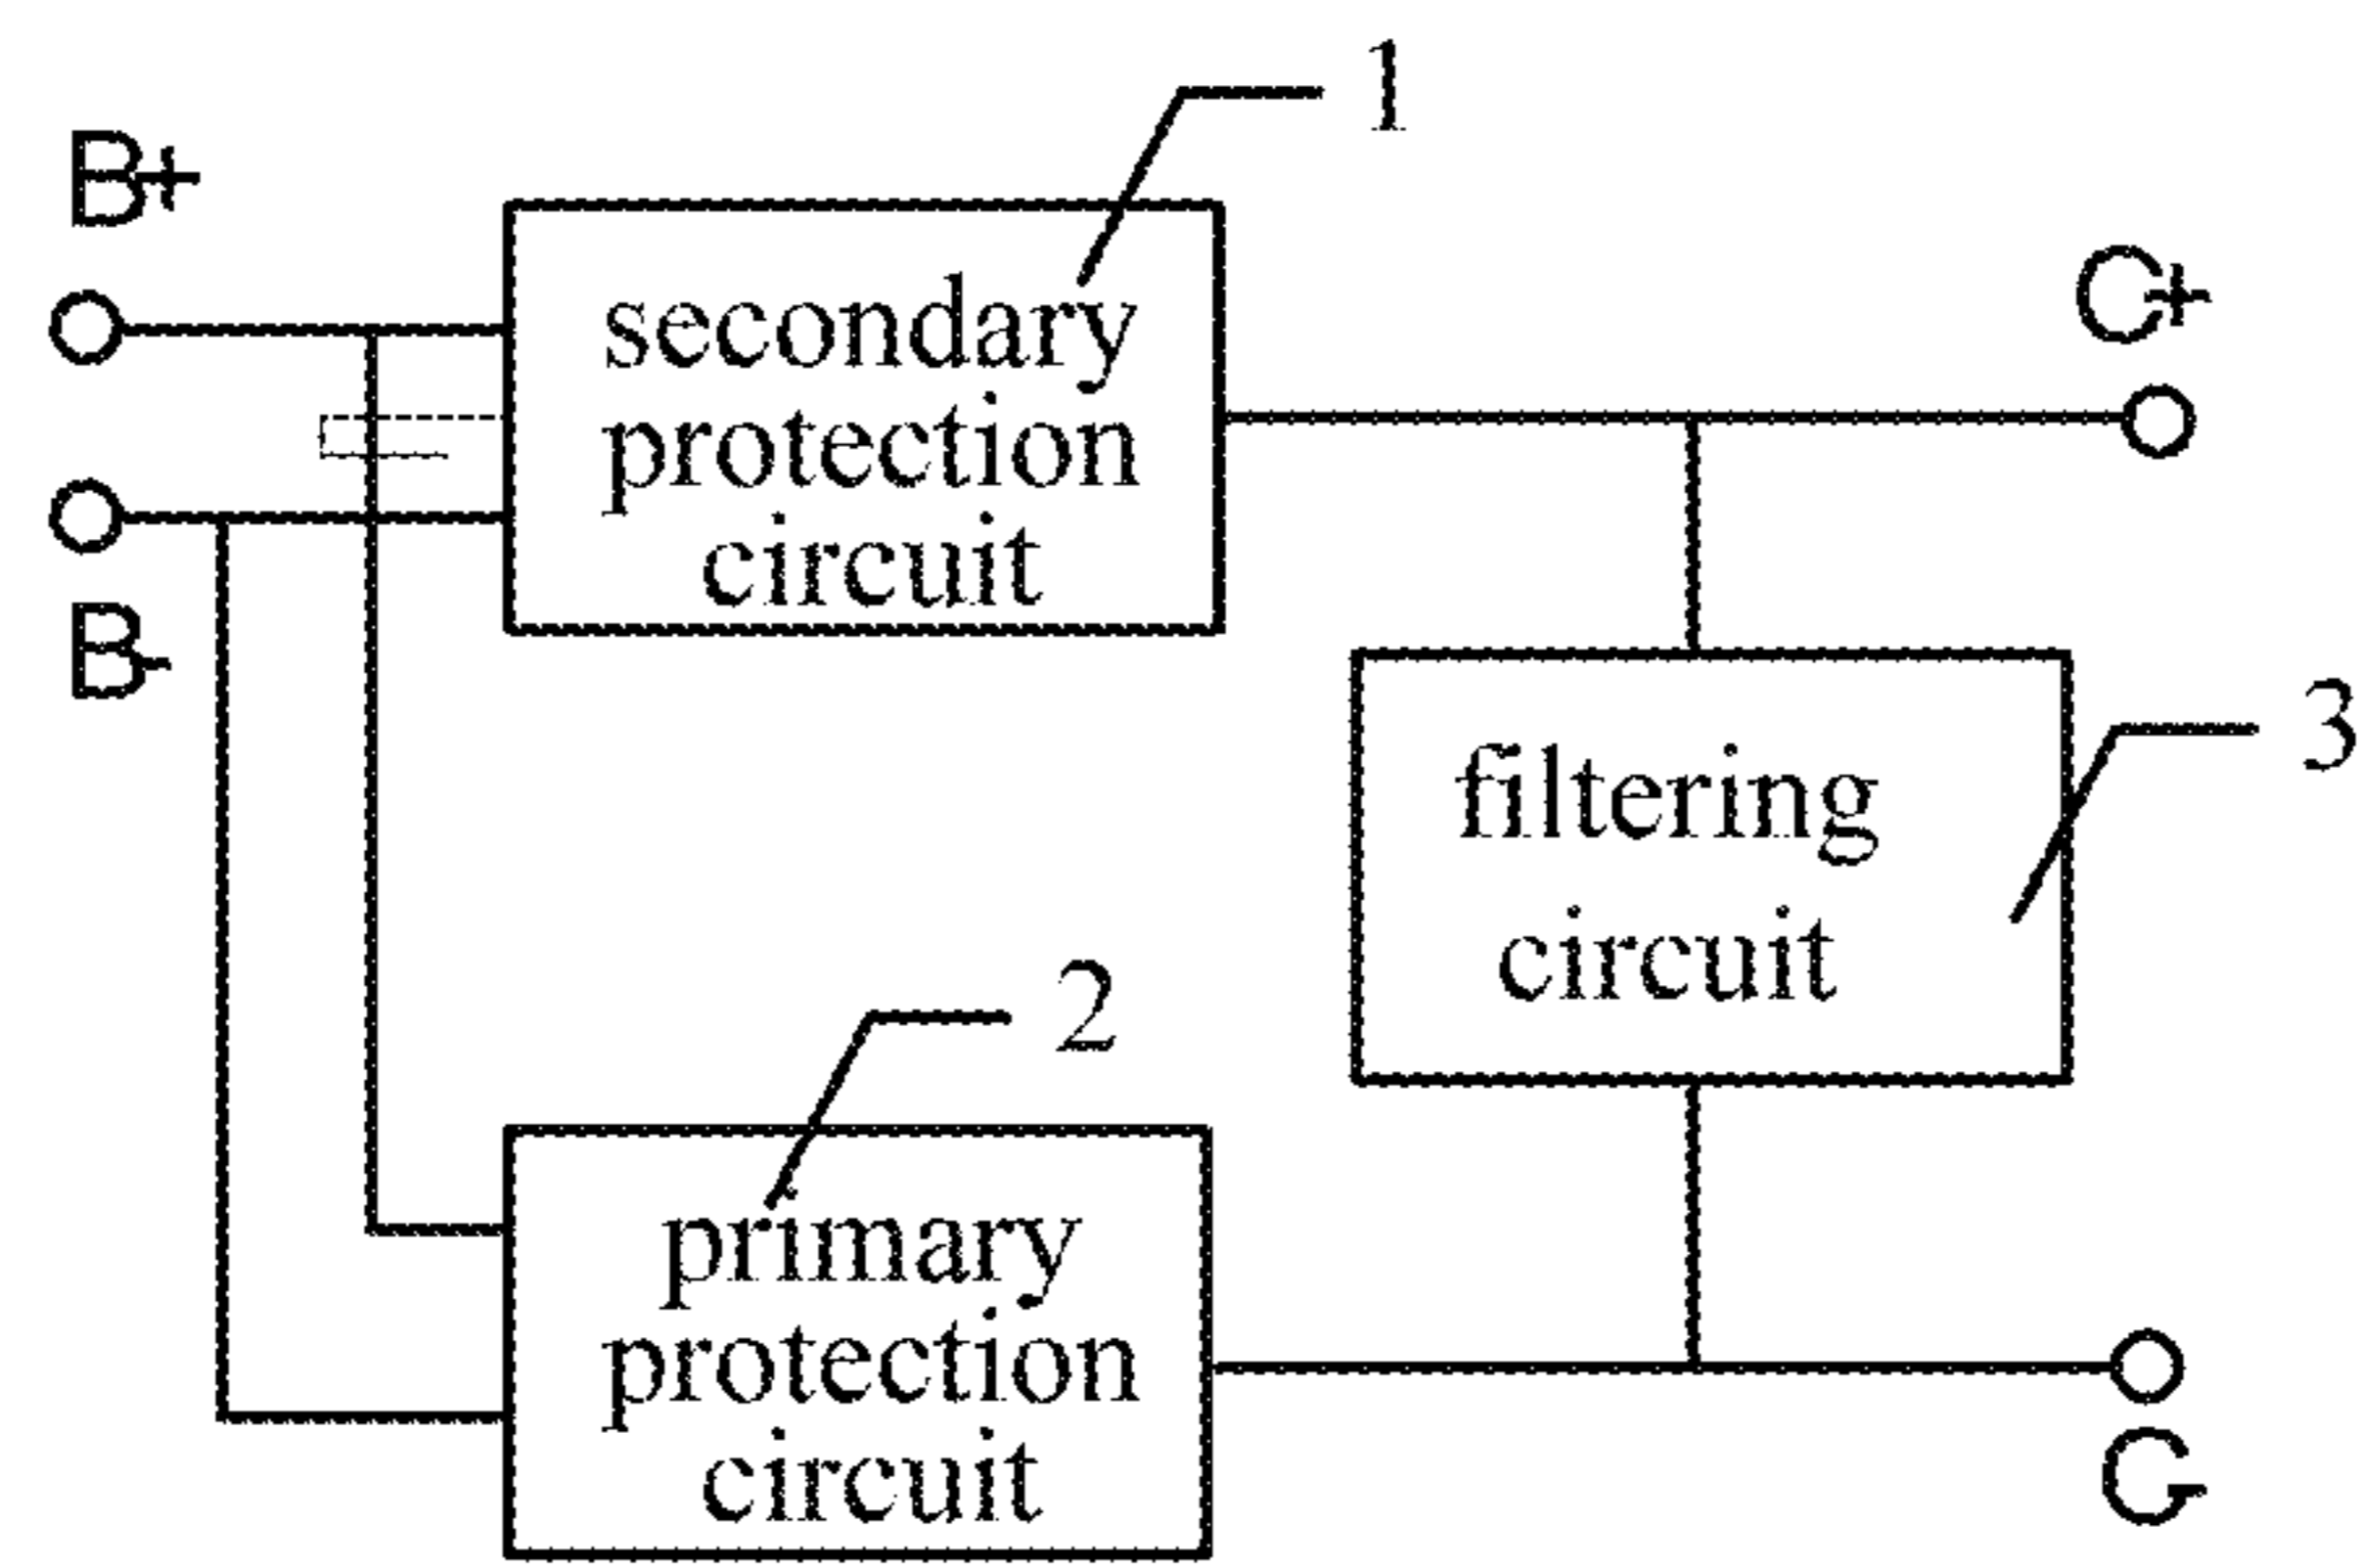 1
B+
secondary
protection
circuit
C+
B-
filtering
circuit
3
2
primary
protection
circuit
C-